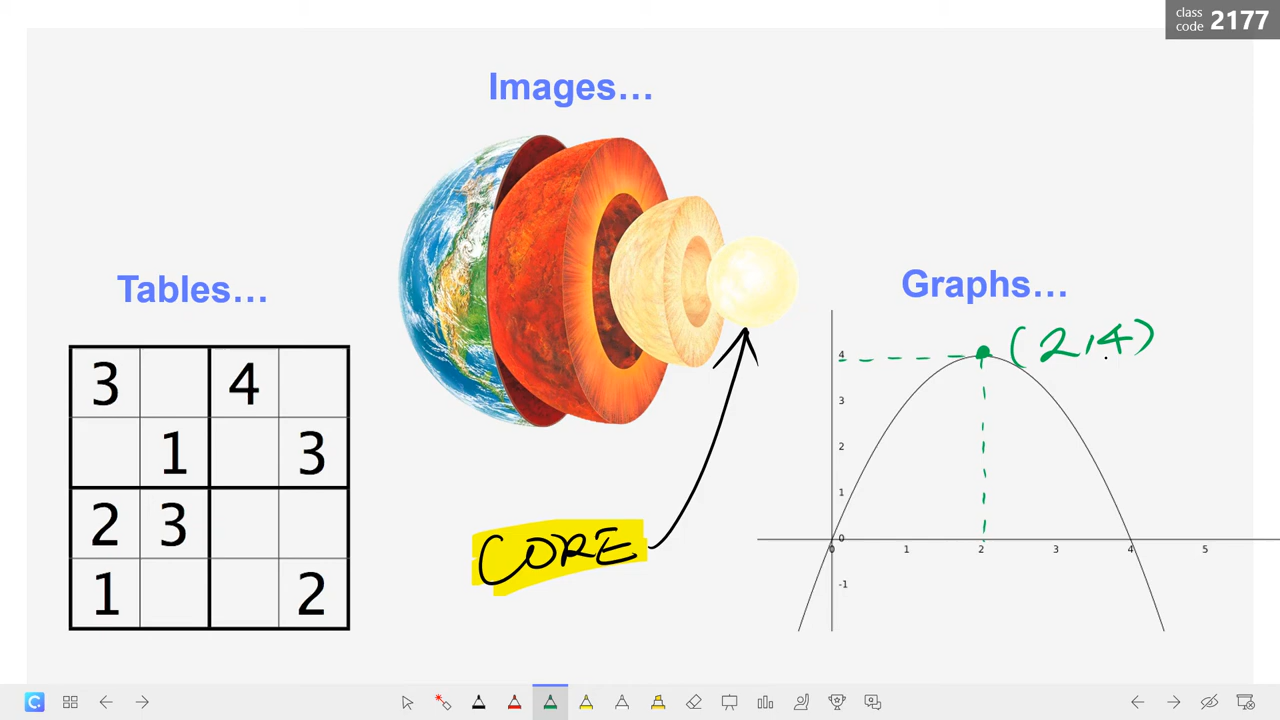 class
code 2177
Images…
Tables…
Graphs…
3 4
1 3
2 3
1 2
CORE
(2,4)
4
3
2
1
0
-1
0 1 2 3 4 5